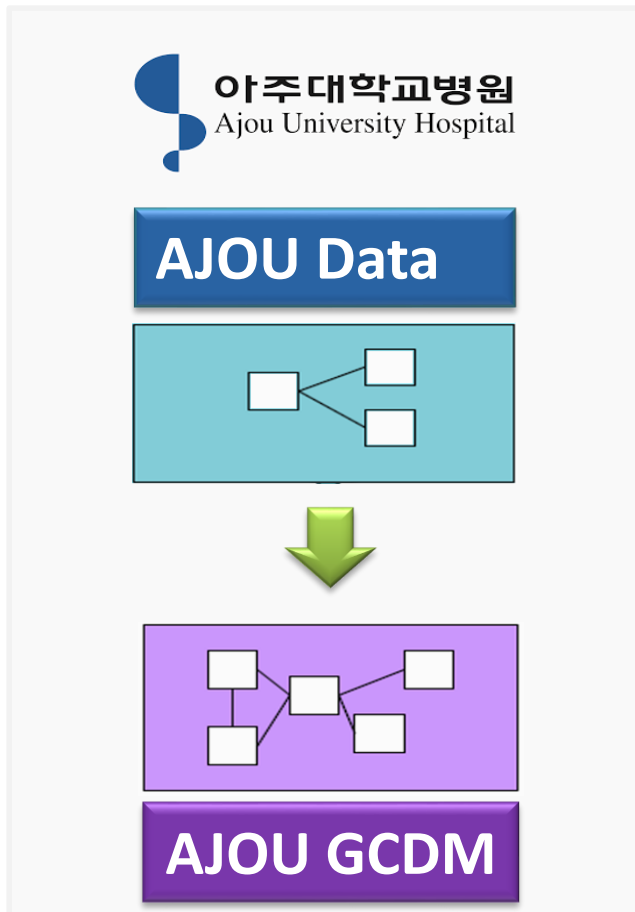 아주대학교병원
Ajou University Hospital
AJOU Data
AJOU GCDM